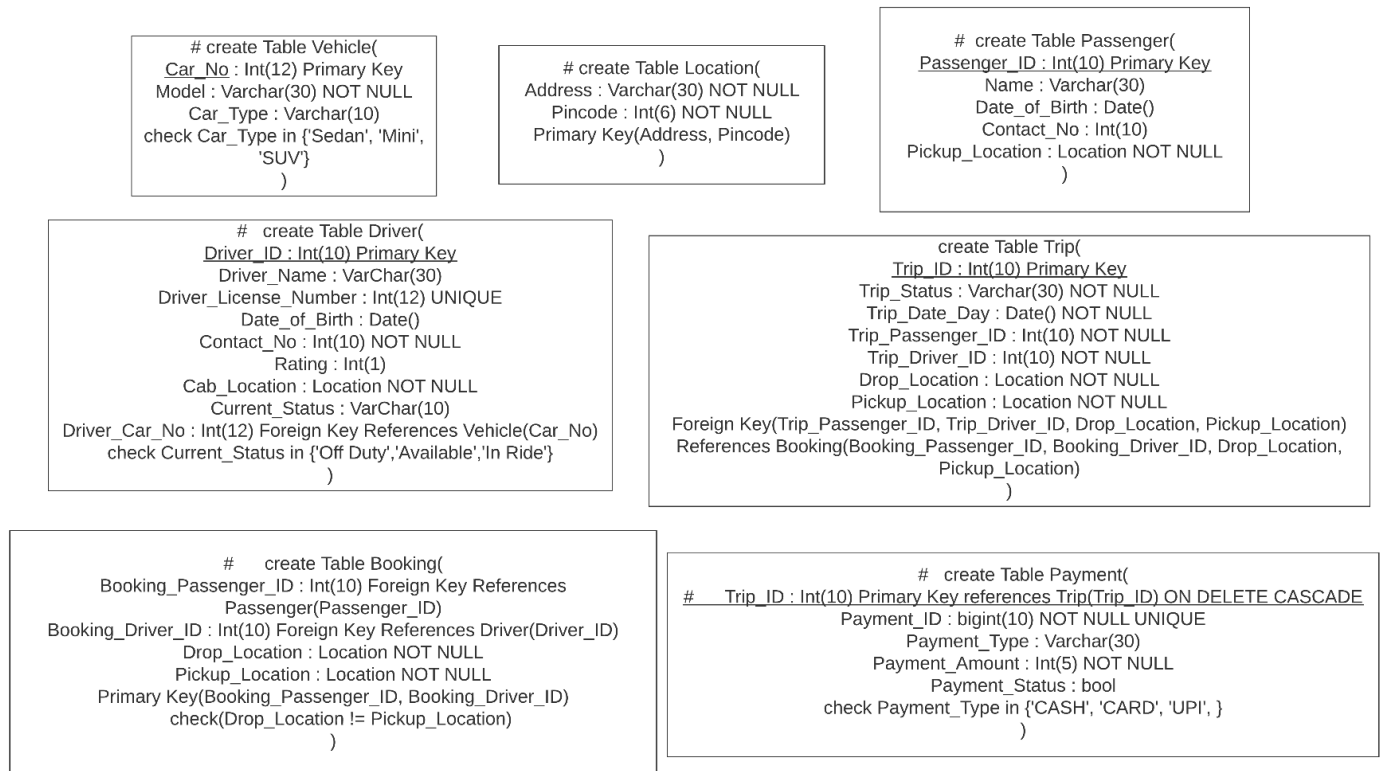 # create Table Vehicle(
Car_No : Int(12) Primary Key
Model : Varchar(30) NOT NULL
Car_Type : Varchar(10)
check Car_Type in {'Sedan', 'Mini',
'SUV'}
)
# create Table Location(
Address : Varchar(30) NOT NULL
Pincode : Int(6) NOT NULL
Primary Key(Address, Pincode)
)
# create Table Passenger(
Passenger_ID : Int(10) Primary Key
Name : Varchar(30)
Date_of_Birth : Date()
Contact_No : Int(10)
Pickup_Location : Location NOT NULL
)
# create Table Driver(
Driver_ID : Int(10) Primary Key
Driver_Name : VarChar(30)
Driver_License_Number : Int(12) UNIQUE
Date_of_Birth : Date()
Contact_No : Int(10) NOT NULL
Rating : Int(1)
Cab_Location : Location NOT NULL
Current_Status : VarChar(10)
Driver_Car_No : Int(12) Foreign Key References Vehicle(Car_No)
check Current_Status in {'Off Duty','Available','In Ride'}
)
create Table Trip(
Trip_ID : Int(10) Primary Key
Trip_Status : Varchar(30) NOT NULL
Trip_Date_Day : Date() NOT NULL
Trip_Passenger_ID : Int(10) NOT NULL
Trip_Driver_ID : Int(10) NOT NULL
Drop_Location : Location NOT NULL
Pickup_Location : Location NOT NULL
Foreign Key(Trip_Passenger_ID, Trip_Driver_ID, Drop_Location, Pickup_Location)
References Booking(Booking_Passenger_ID, Booking_Driver_ID, Drop_Location,
Pickup_Location)
)
# create Table Booking(
Booking_Passenger_ID : Int(10) Foreign Key References
Passenger(Passenger_ID)
Booking_Driver_ID : Int(10) Foreign Key References Driver(Driver_ID)
Drop_Location : Location NOT NULL
Pickup_Location : Location NOT NULL
Primary Key(Booking_Passenger_ID, Booking_Driver_ID)
check(Drop_Location != Pickup_Location)
)
# create Table Payment(
# Trip_ID : Int(10) Primary Key references Trip(Trip_ID) ON DELETE CASCADE
Payment_ID : bigint(10) NOT NULL UNIQUE
Payment_Type : Varchar(30)
Payment_Amount : Int(5) NOT NULL
Payment_Status : bool
check Payment_Type in {'CASH', 'CARD', 'UPI', }
)